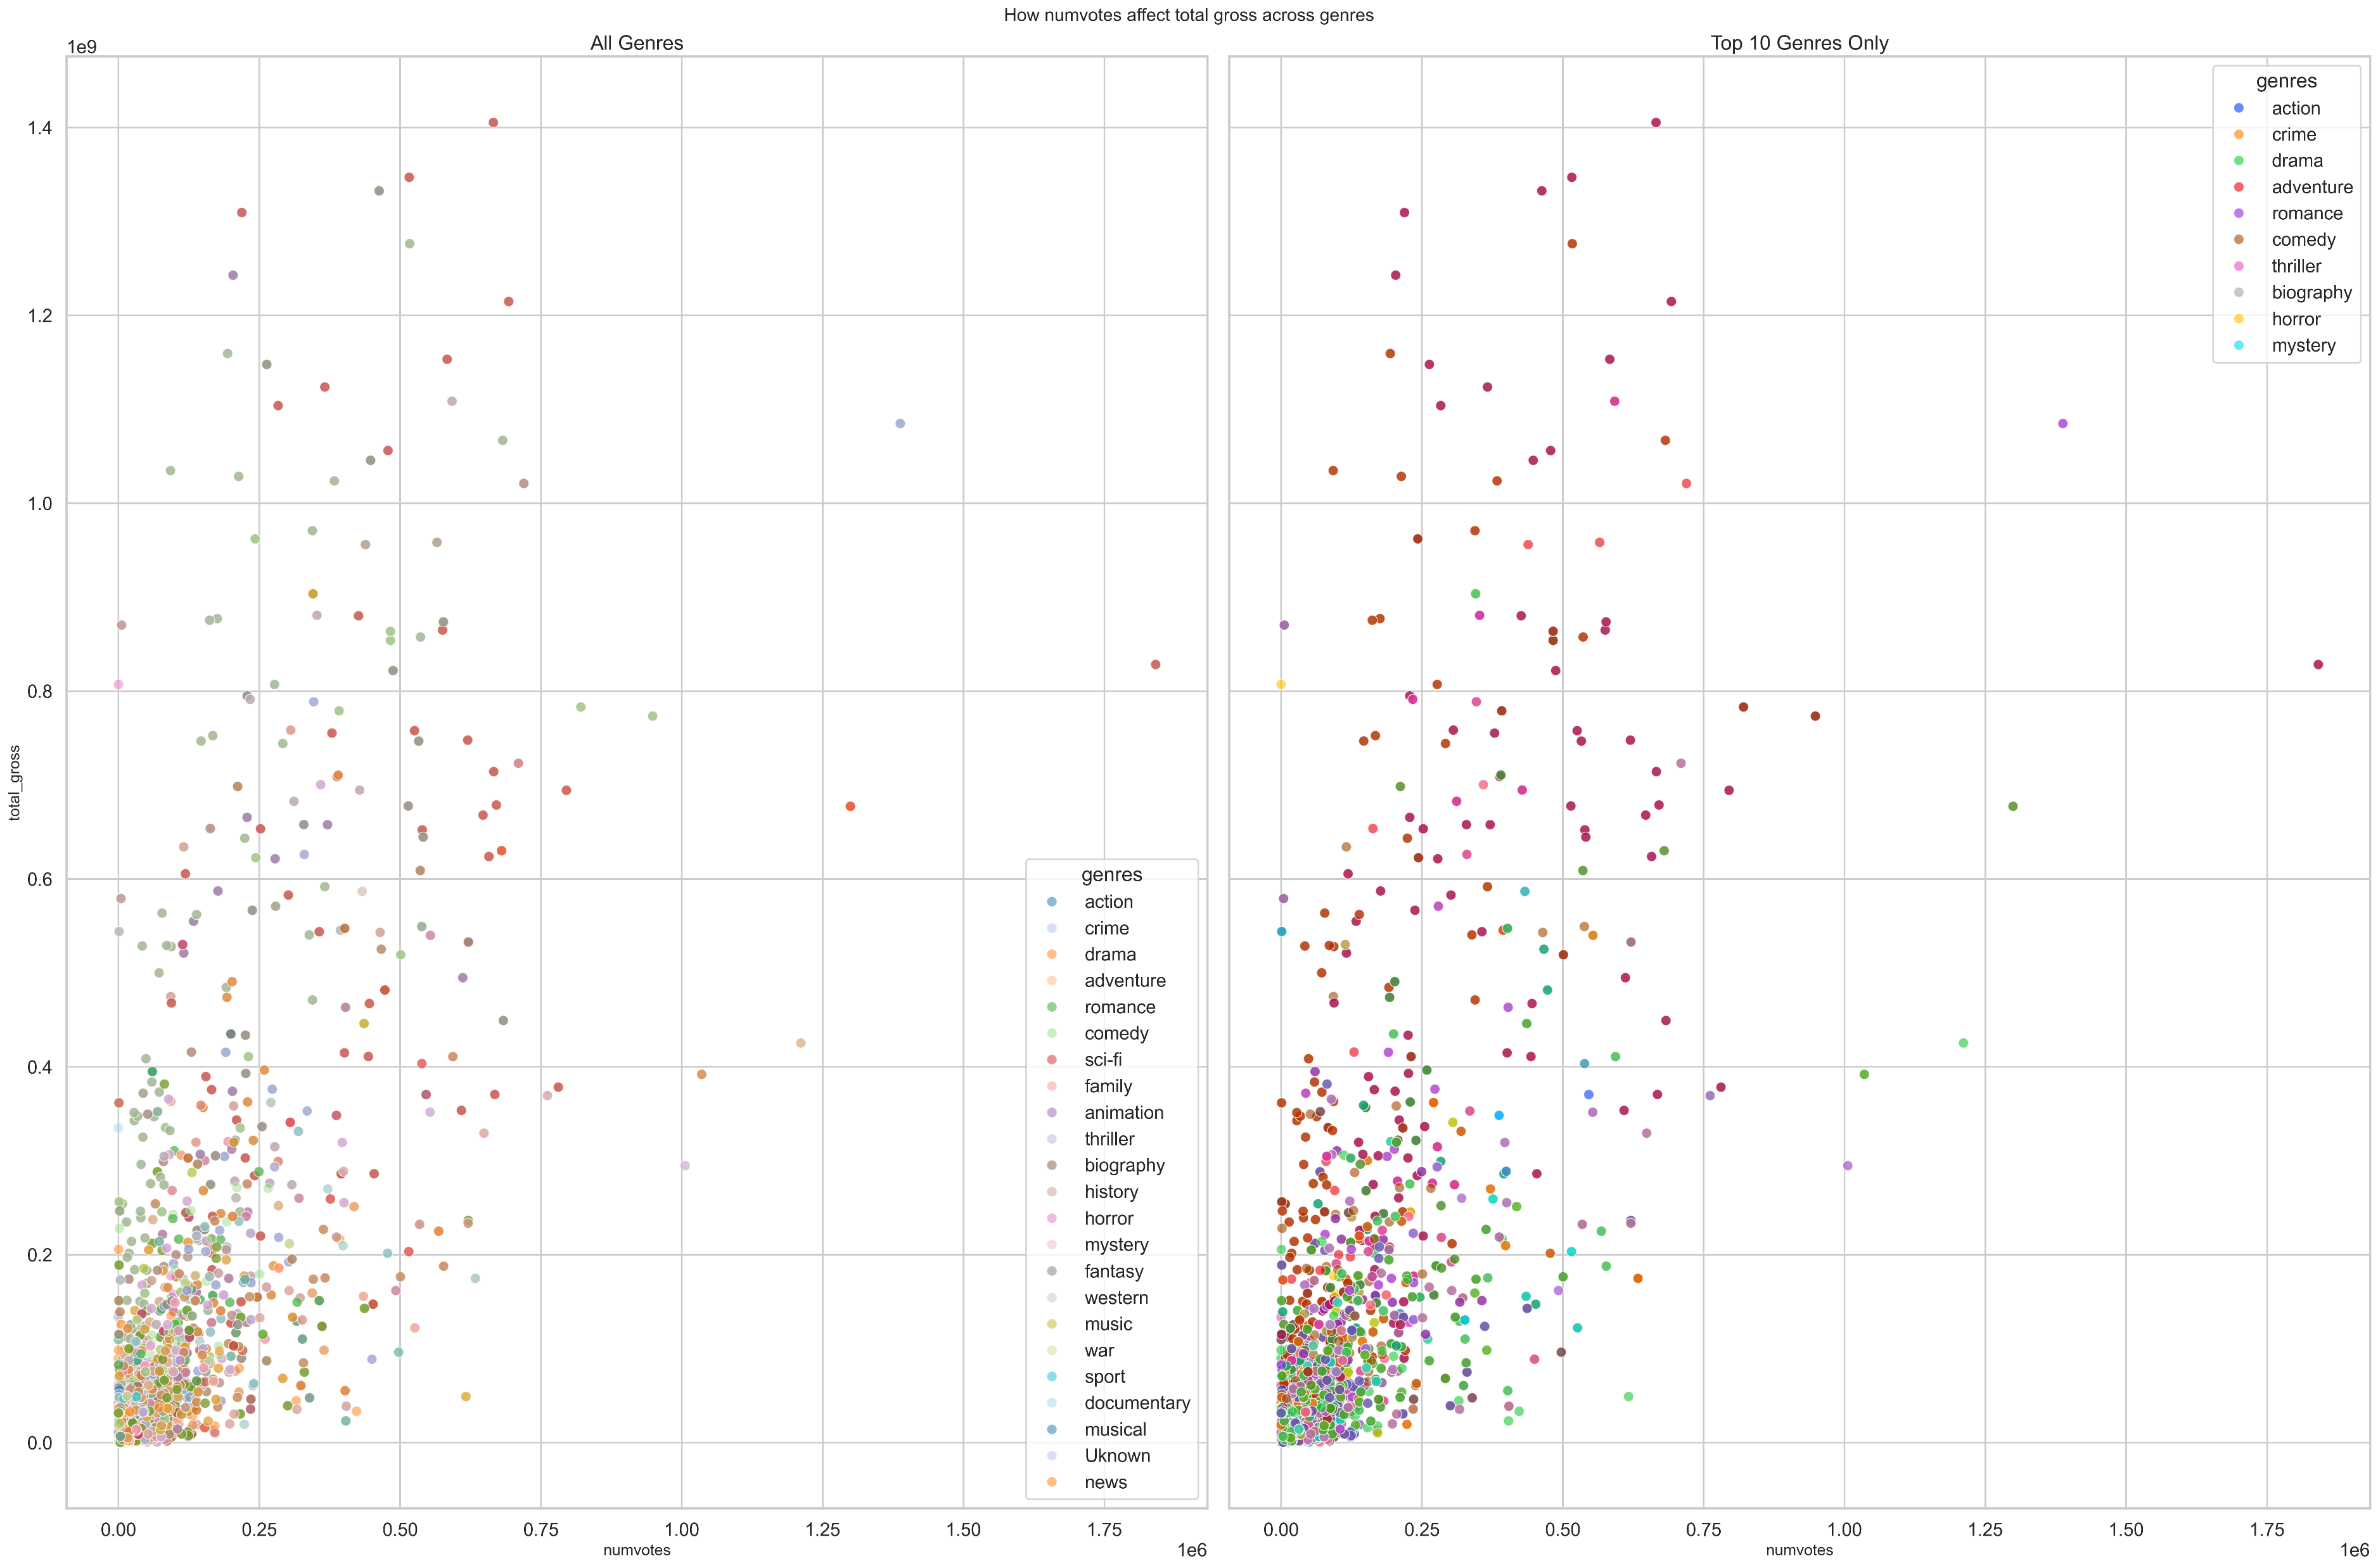 How numvotes affect total gross across genres
All Genres
1e9
1.4
1.2
1.0
0.8
0.6
0.4
0.2
0.0
total_gross
0.00 0.25 0.50 0.75 1.00 1.25 1.50 1.75
numvotes
1e6
genres
action
crime
drama
adventure
romance
comedy
sci-fi
family
animation
thriller
biography
history
horror
mystery
fantasy
western
music
war
sport
documentary
musical
Uknown
news
Top 10 Genres Only
genres
action
crime
drama
adventure
romance
comedy
thriller
biography
horror
mystery
0.00 0.25 0.50 0.75 1.00 1.25 1.50 1.75
numvotes
1e6